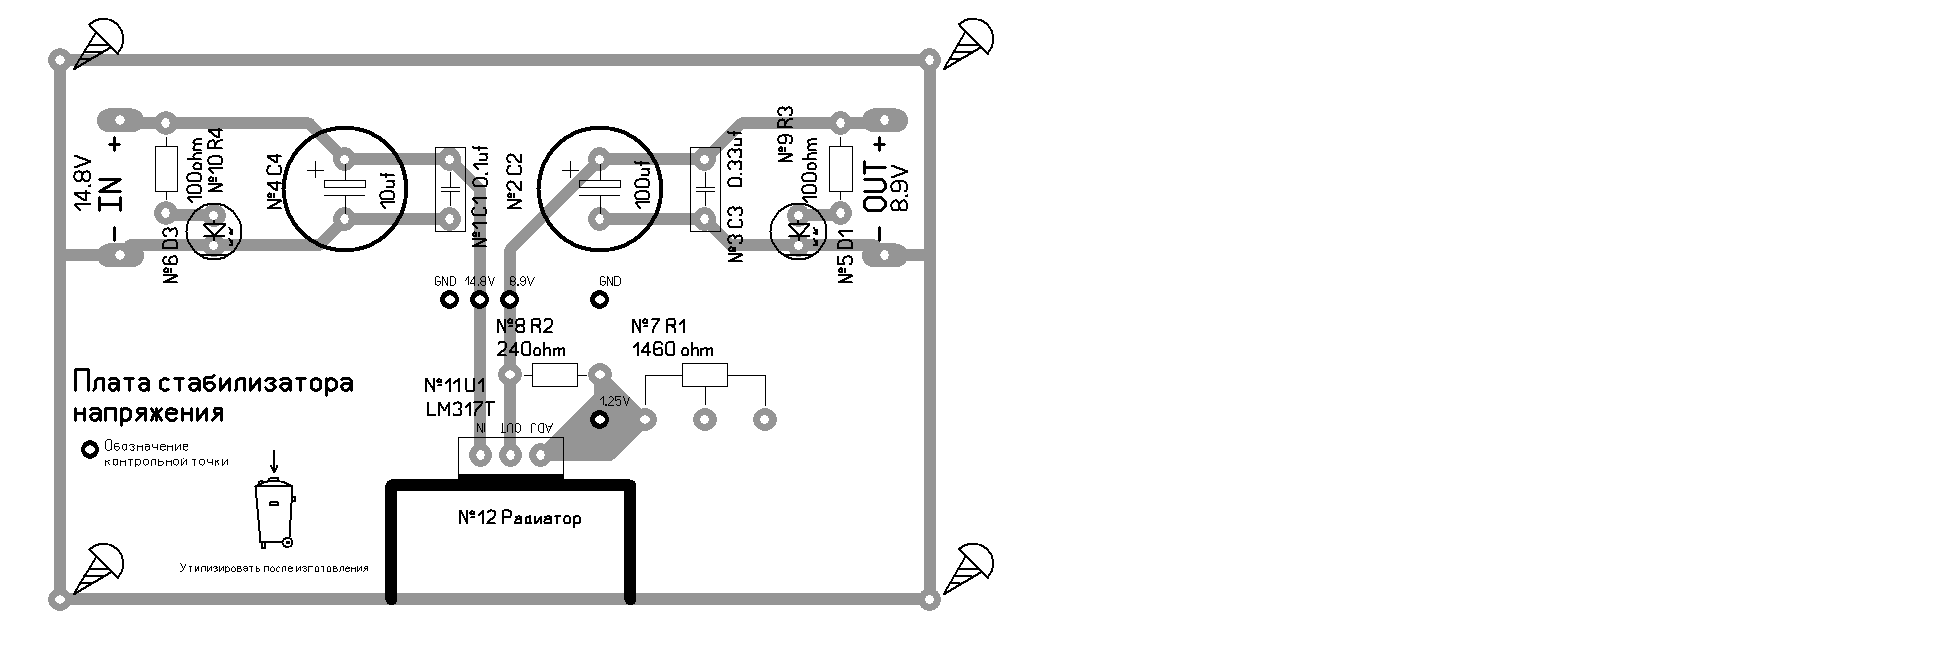 14.8V
IN
+
-
100ohm
№10 R4
№6 D3
№4 C4
+
10uf
№1 C1 0.1uf
№2 C2
+
100uf
№3 C3 0.33uf
№9 R3
100ohm
№5 D1
+
-
OUT
8.9V
GND 14.8V 8.9V GND
№8 R2
240ohm
№7 R1
1460 ohm
№11 U1
LM317T
1.25V
IN OUT ADJ
Плата стабилизатора
напряжения
Обозначение
контрольной точки
№12 Радиатор
Утилизировать после изготовления